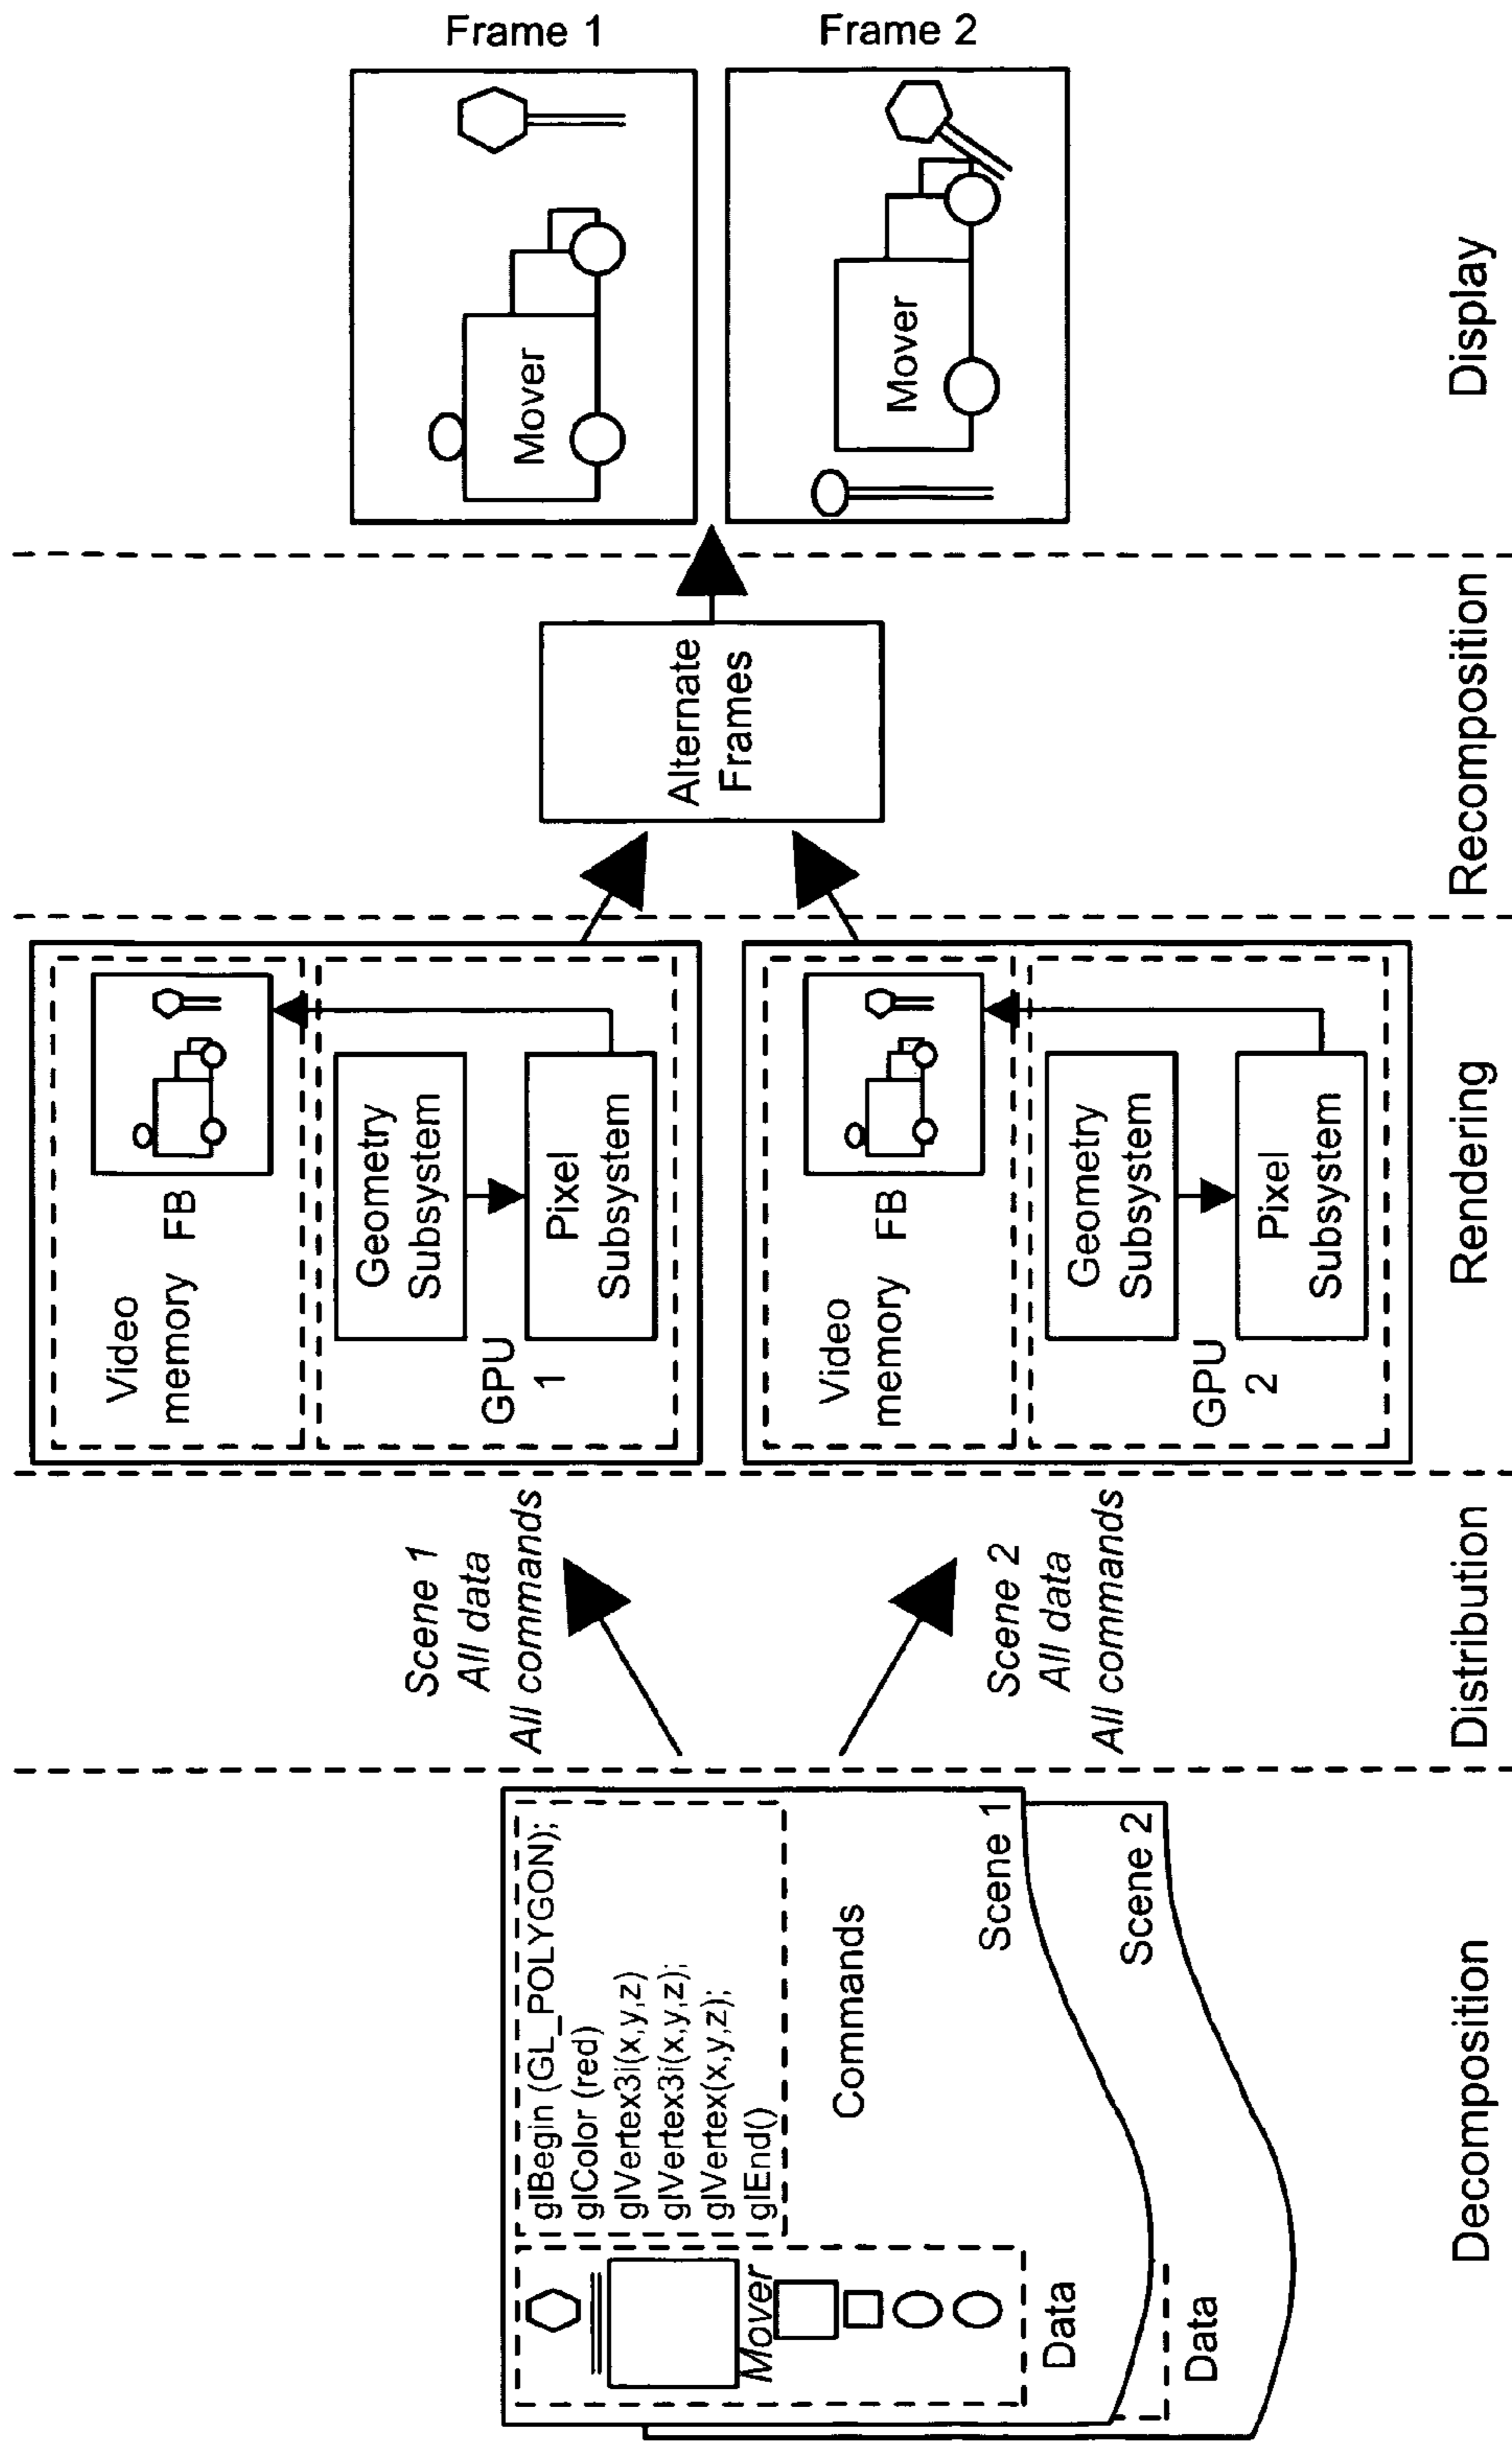 glBegin (GL_POLYGON);
glColor (red)
glVertex3i(x,y,z)
glVertex3i(x,y,z);
glVertex(x,y,z);
glEnd()
Mover
Commands
Data
Scene 1
Data
Scene 2
Decomposition
Scene 1
All data
All commands
Scene 2
All data
All commands
Distribution
Video
memory
FB
Geometry
Subsystem
GPU
1
Pixel
Subsystem
Video
memory
FB
Geometry
Subsystem
GPU
2
Pixel
Subsystem
Rendering
Alternate
Frames
Recomposition
Mover
Frame 1
Mover
Frame 2
Display